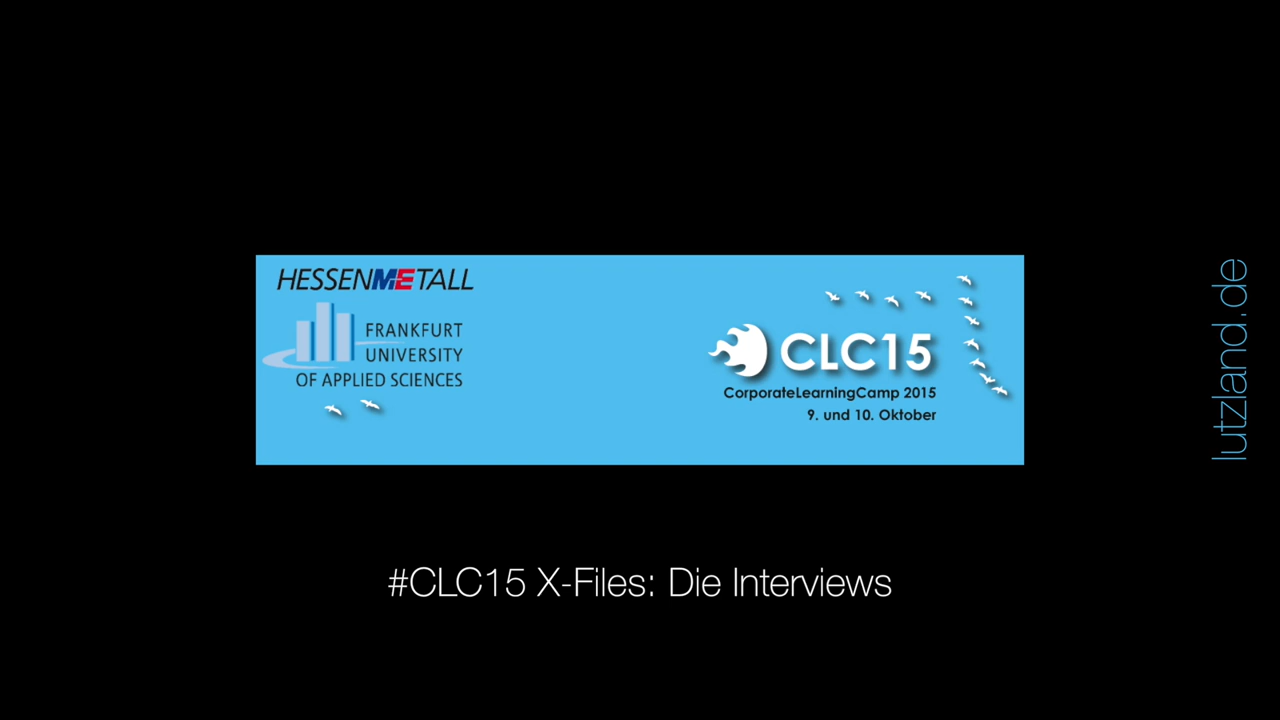 HESSENMETALL
FRANKFURT
UNIVERSITY
OF APPLIED SCIENCES
CLC15
CorporateLearningCamp 2015
9. und 10. Oktober
lutzland.de
#CLC15 X-Files: Die Interviews